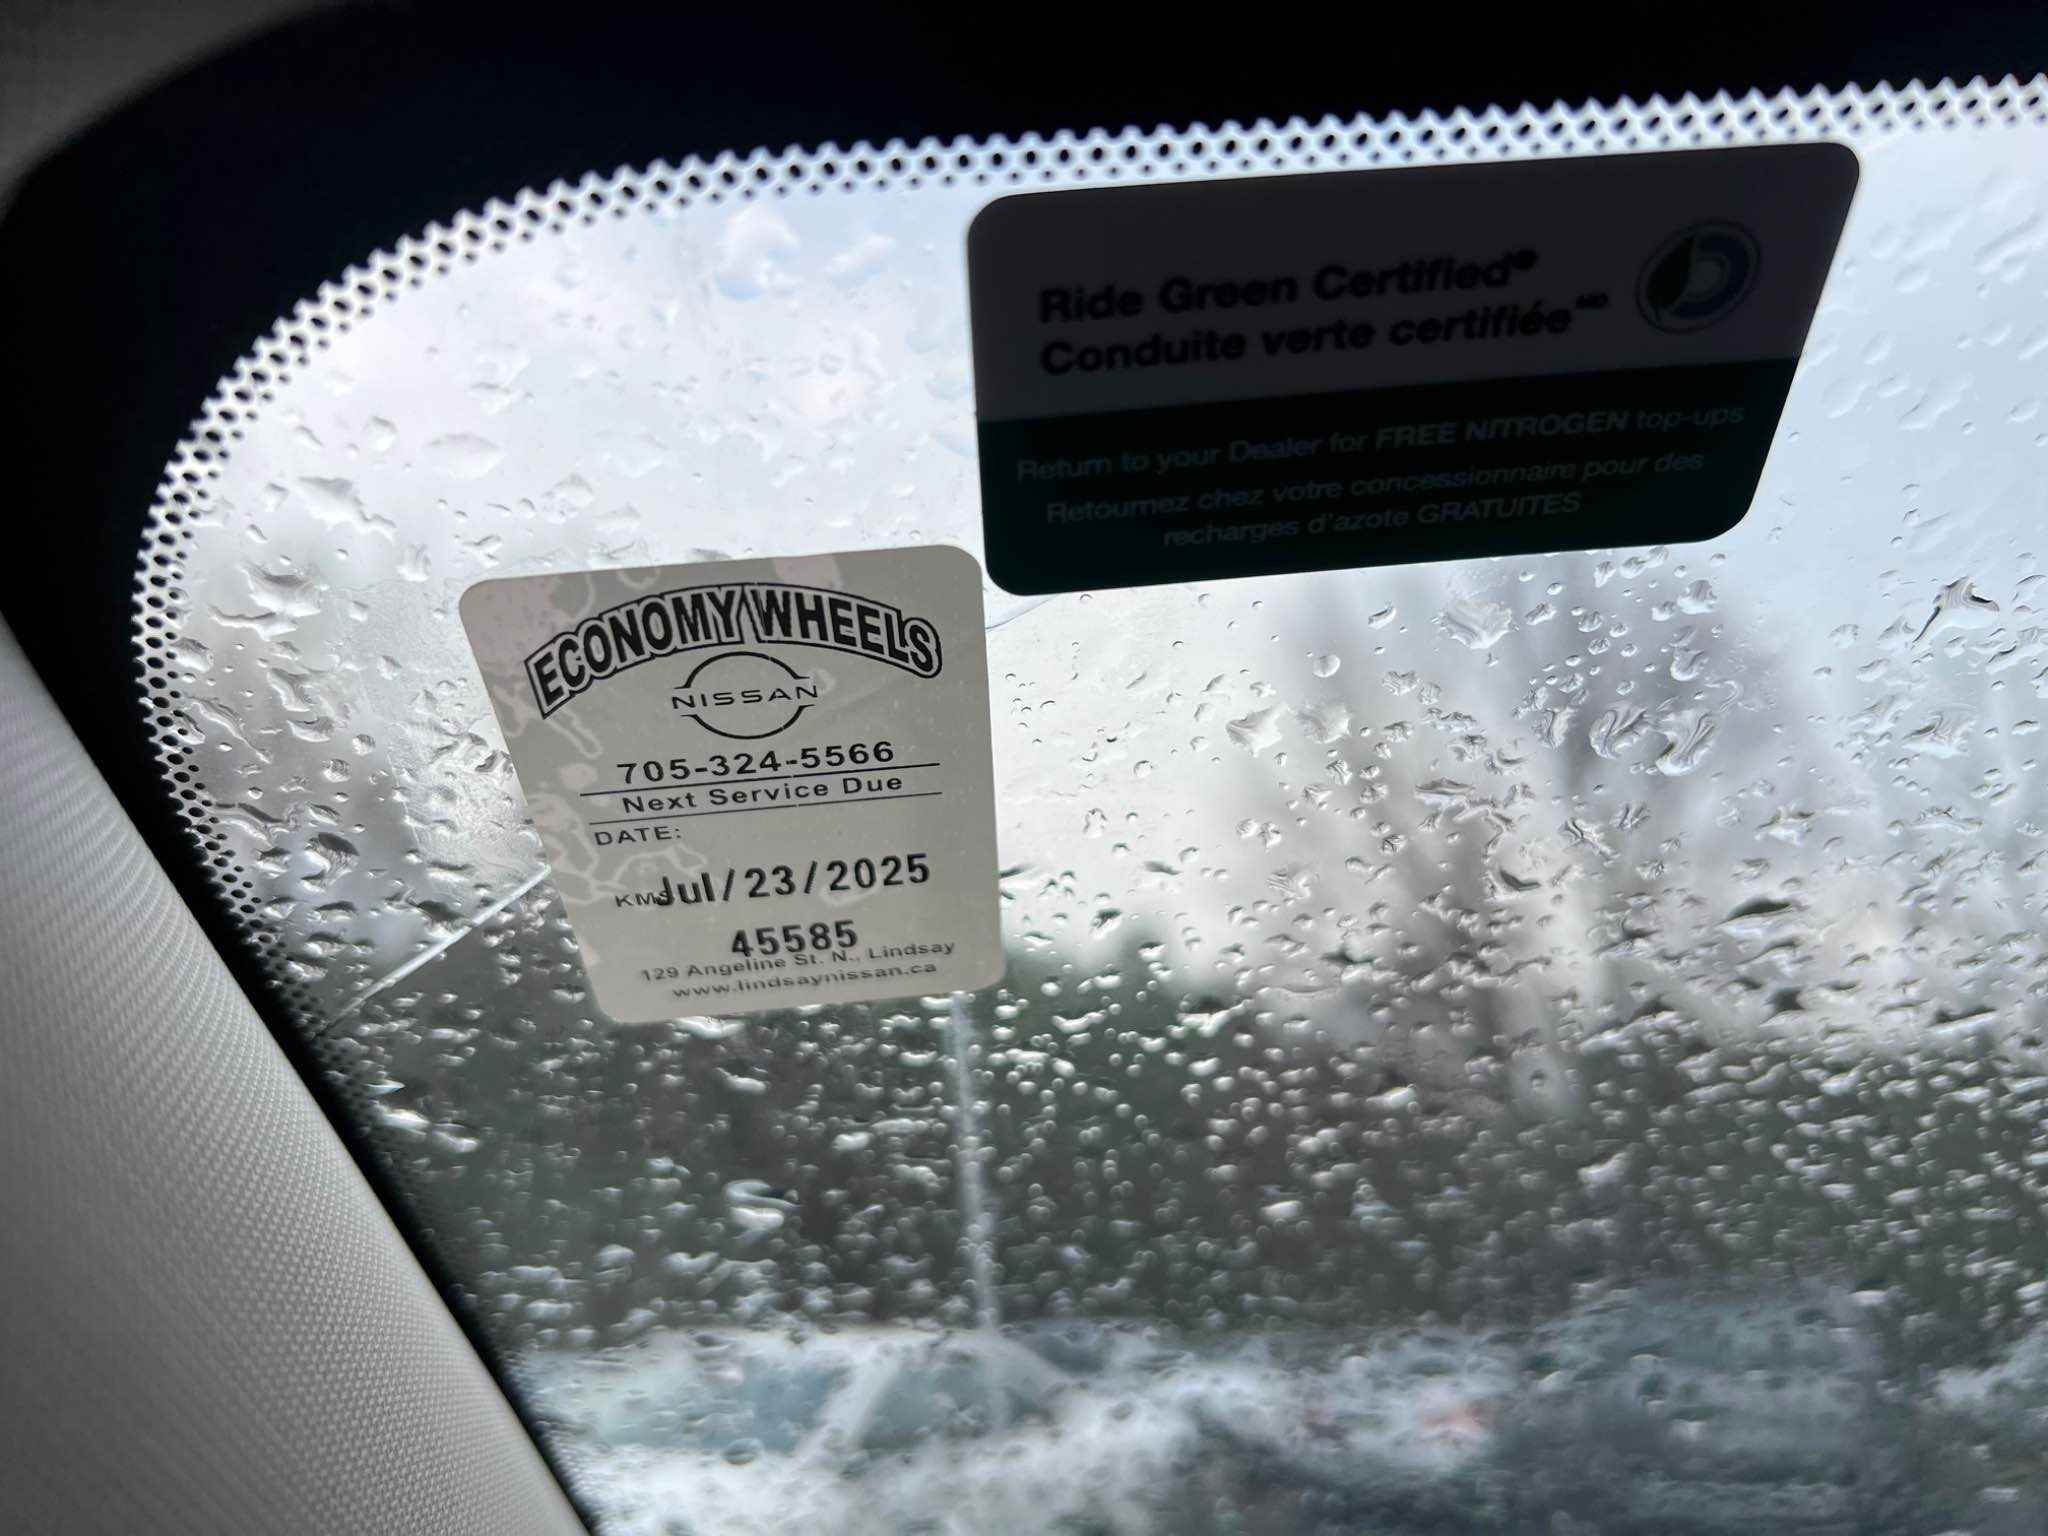 Ride Green Certified®
Conduite verte certifiée MD
Return to your Dealer for FREE NITROGEN top-ups
Retournez chez votre concessionnaire pour des
recharges d'azote GRATUITES
ECONOMY WHEELS
NISSAN
705-324-5566
Next Service Due
DATE:
Jul/23/2025
KMS
45585
129 Angeline St. N., Lindsay
www.lindsaynissan.ca